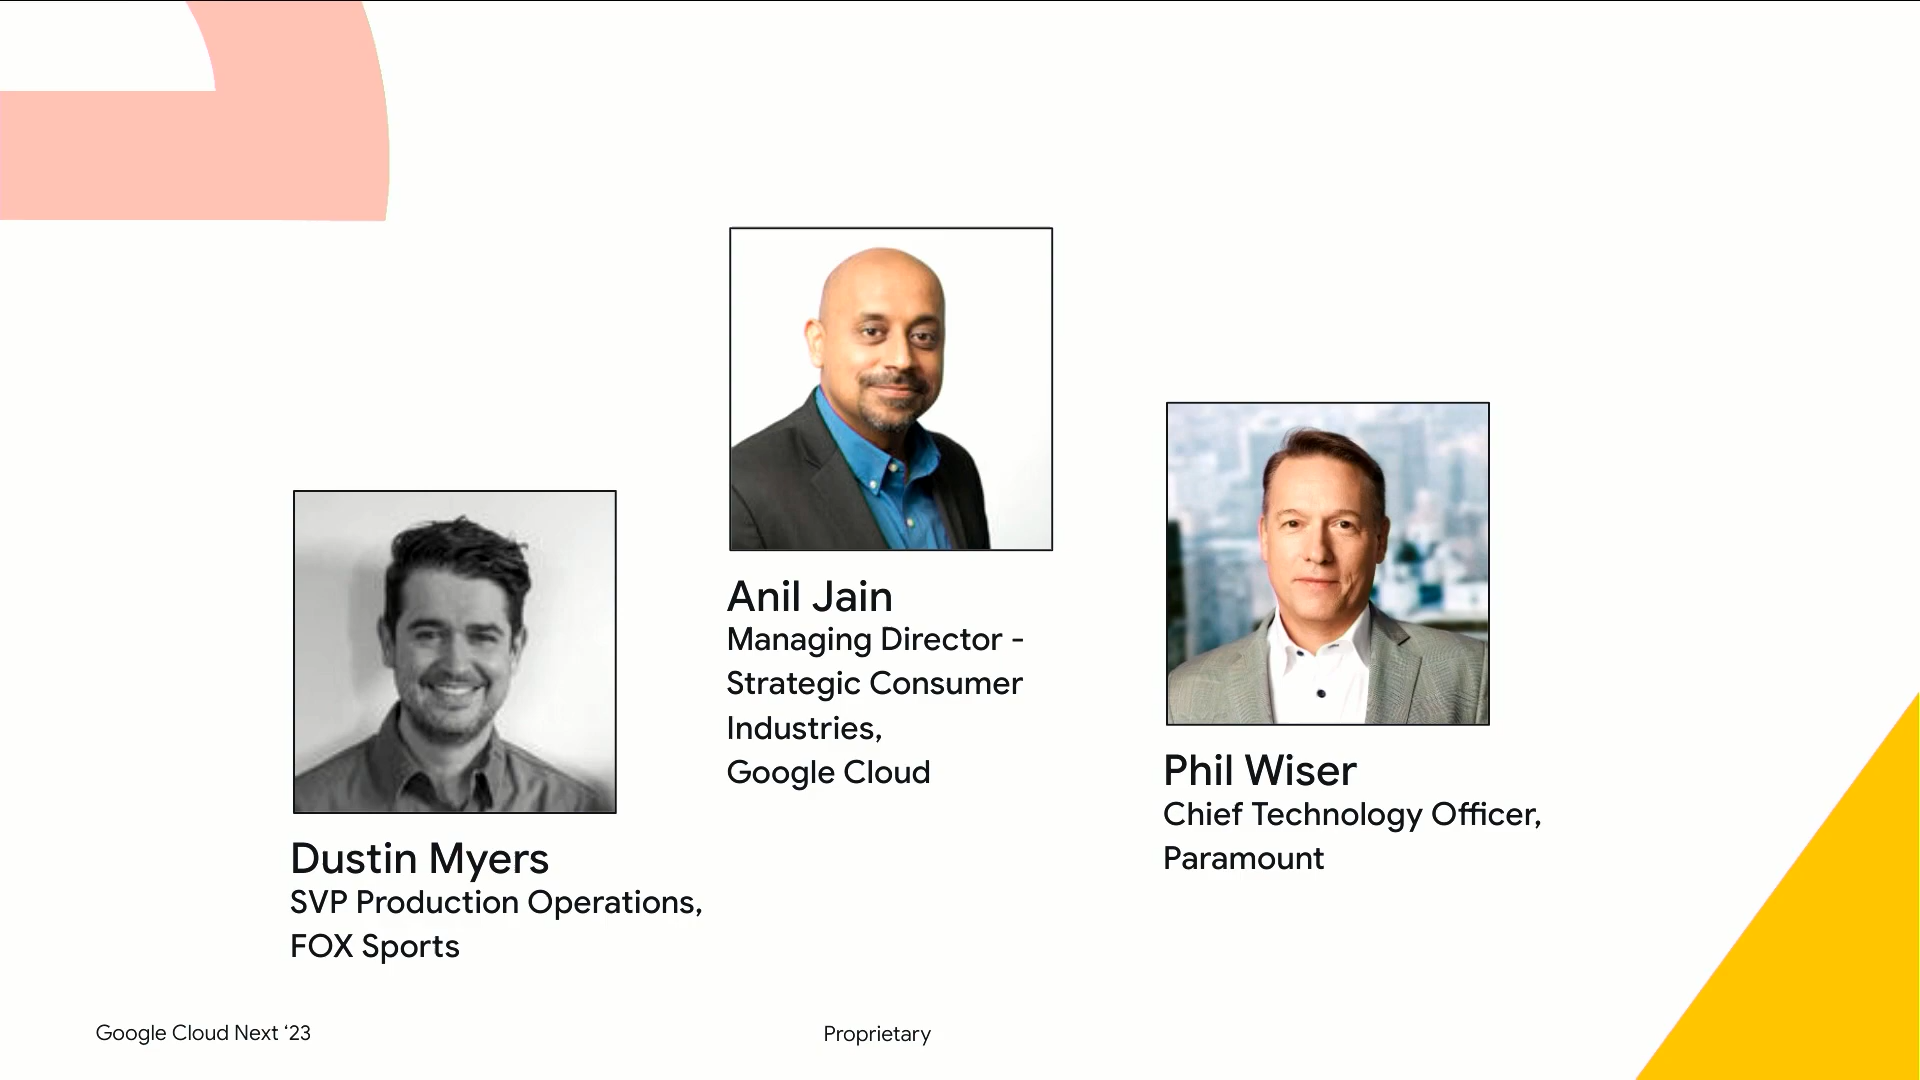 Anil Jain
Managing Director -
Strategic Consumer
Industries,
Google Cloud
Phil Wiser
Chief Technology Officer,
Paramount
Dustin Myers
SVP Production Operations,
FOX Sports
Google Cloud Next ‘23
Proprietary